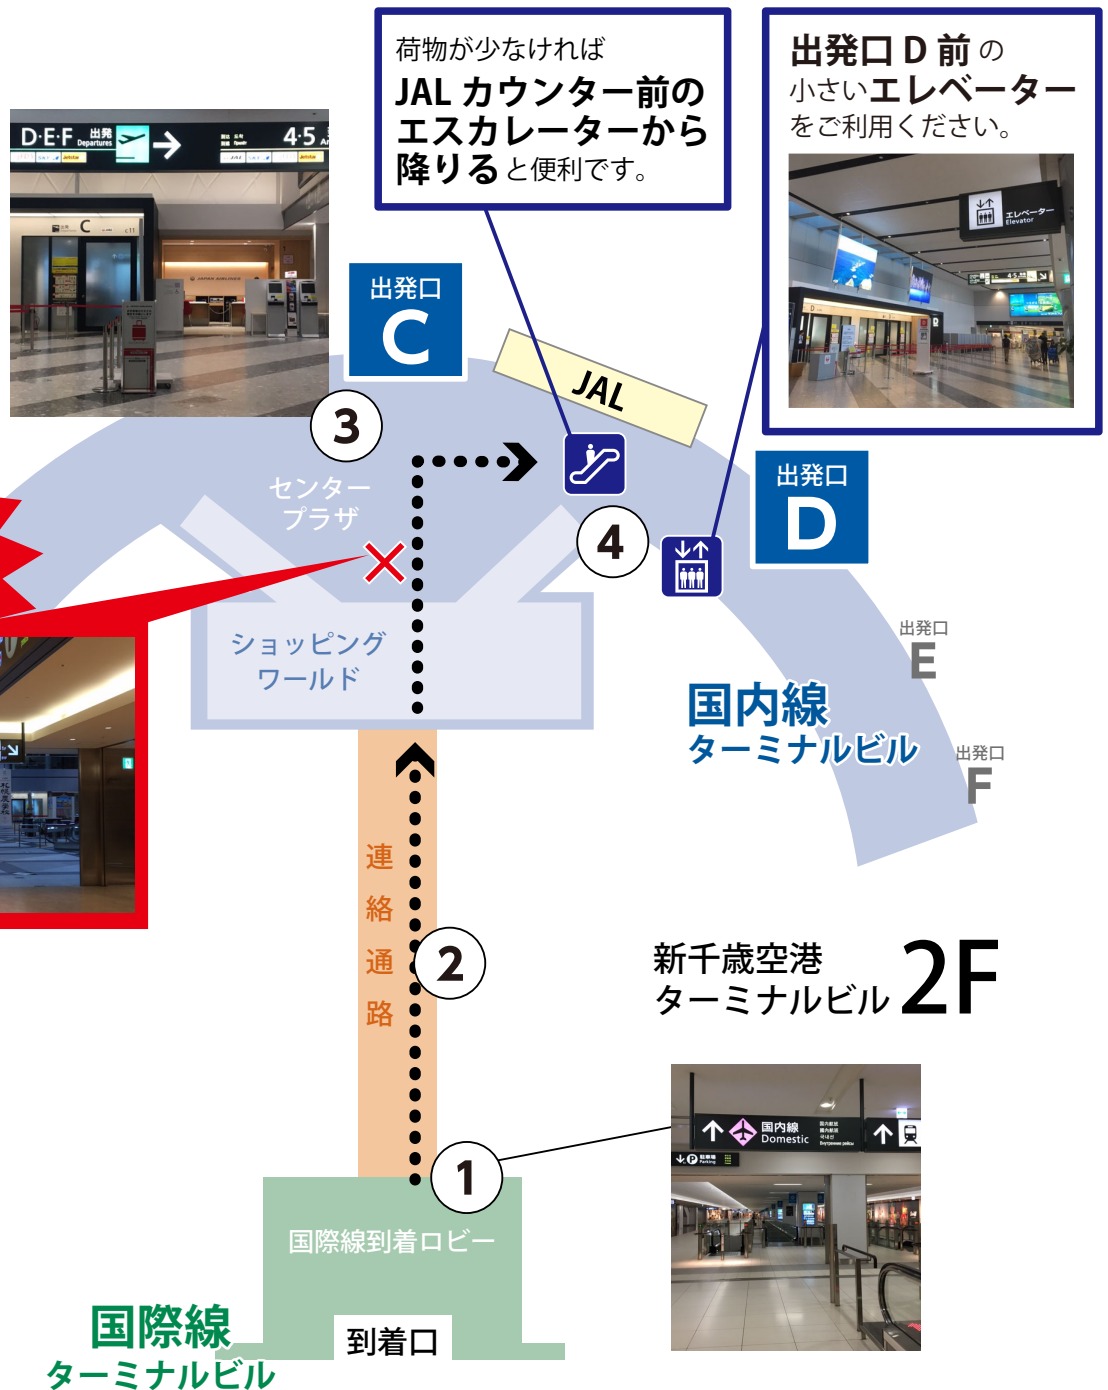 荷物が少なければ
JAL カウンター前の
エスカレーターから
降りる と便利です。
出発口 D 前 の
小さいエレベーター
をご利用ください。
エレベーター
Elevator
4·5
D
D·E·F 出発
Departures
4·5
C
JAPAN AIRLINES
出発口
C
JAL
3
センター
プラザ
4
出発口
D
ショッピング
ワールド
出発口
E
国内線
ターミナルビル
出発口
F
連
絡
通
路
2
新千歳空港
ターミナルビル 2F
国内線
Domestic
P 駐車場
Parking
1
国際線到着ロビー
到着口
国際線
ターミナルビル